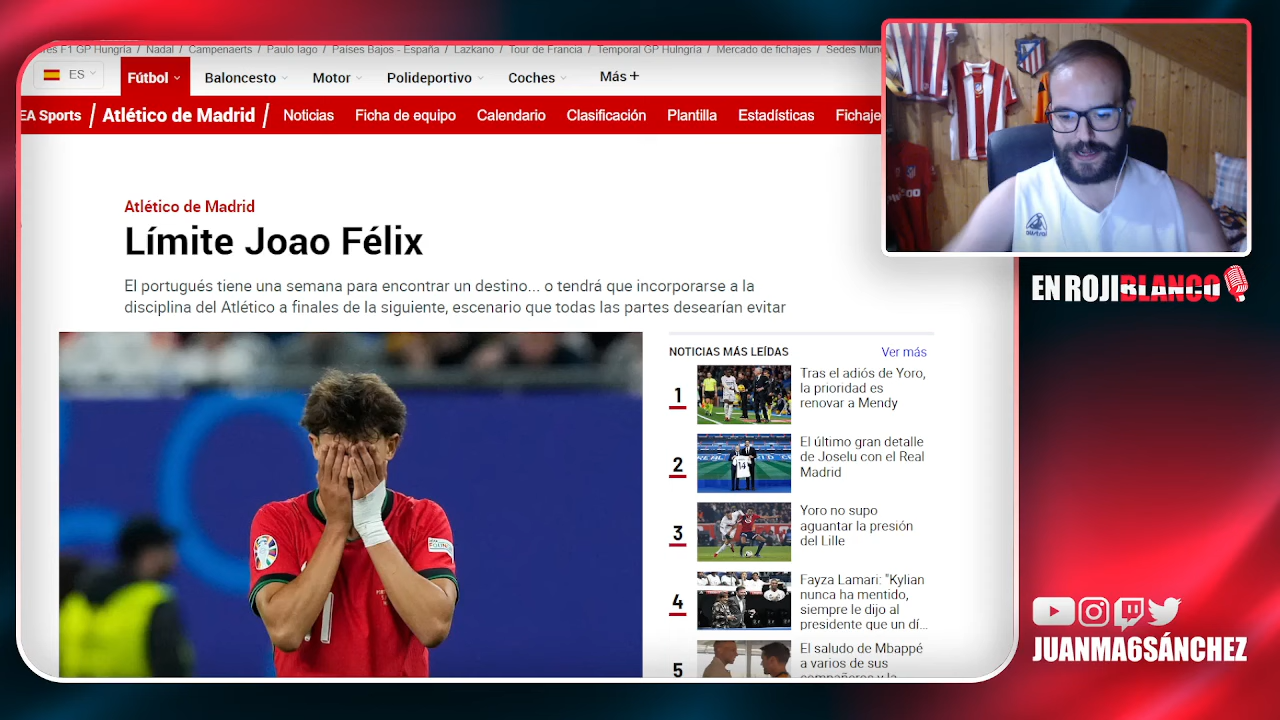 F1 GP Hungría / Nadal / Campenaerts / Paulo Iago / Países Bajos - España / Lazkano / Tour de Francia / Temporal GP Hulngría / Mercado de fichajes / Sedes
ES
Fútbol
Baloncesto
Motor
Polideportivo
Coches
Más +
EA Sports / Atlético de Madrid / Noticias Ficha de equipo Calendario Clasificación Plantilla Estadísticas Fichaje
Atlético de Madrid
Límite Joao Félix
El portugués tiene una semana para encontrar un destino... o tendrá que incorporarse a la
disciplina del Atlético a finales de la siguiente, escenario que todas las partes desearían evitar
NOTICIAS MÁS LEÍDAS
Ver más
1
Tras el adiós de Yoro,
la prioridad es
renovar a Mendy
2
El último gran detalle
de Joselu con el Real
Madrid
3
Yoro no supo
aguantar la presión
del Lille
4
Fayza Lamari: "Kylian
nunca ha mentido,
siempre le dijo al
presidente que un dí...
5
El saludo de Mbappé
a varios de sus
compañeros y la
11
austral
EN ROJIBLANCO
JUANMA6SÁNCHEZ